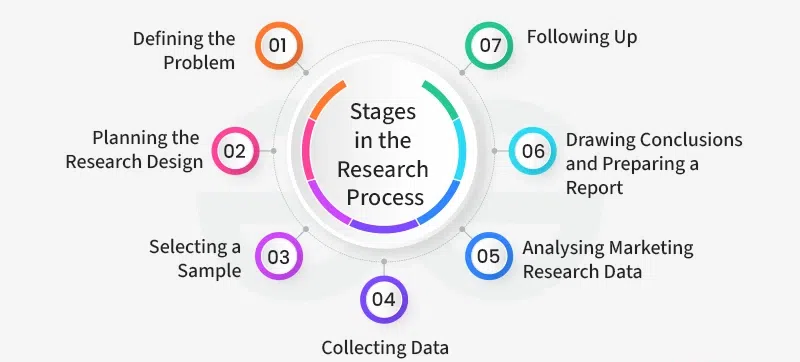 Stages
in the
Research
Process
01
Defining the
Problem
02
Planning the
Research Design
03
Selecting a
Sample
04
Collecting Data
05
Analysing Marketing
Research Data
06
Drawing Conclusions
and Preparing a
Report
07
Following Up